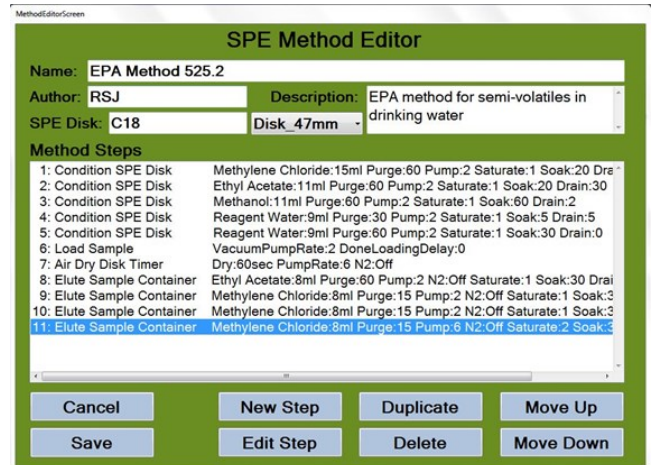 MethodEditorScreen
SPE Method Editor
Name: EPA Method 525.2
Author: RSJ Description: EPA method for semi-volatiles in
drinking water
SPE Disk: C18 Disk_47mm
Method Steps
1: Condition SPE Disk Methylene Chloride:15ml Purge:60 Pump:2 Saturate:1 Soak:20 Dra
2: Condition SPE Disk Ethyl Acetate:11ml Purge:60 Pump:2 Saturate:1 Soak:20 Drain:30
3: Condition SPE Disk Methanol:11ml Purge:60 Pump:2 Saturate:1 Soak:60 Drain:2
4: Condition SPE Disk Reagent Water:9ml Purge:30 Pump:2 Saturate:1 Soak:5 Drain:5
5: Condition SPE Disk Reagent Water:9ml Purge:60 Pump:2 Saturate:1 Soak:30 Drain:0
6: Load Sample VacuumPumpRate:2 DoneLoadingDelay:0
7: Air Dry Disk Timer Dry:60sec PumpRate:6 N2:Off
8: Elute Sample Container Ethyl Acetate:8ml Purge:60 Pump:2 N2:Off Saturate:1 Soak:30 Drai
9: Elute Sample Container Methylene Chloride:8ml Purge:15 Pump:2 N2:Off Saturate:1 Soak:3
10: Elute Sample Container Methylene Chloride:8ml Purge:15 Pump:2 N2:Off Saturate:1 Soak:3
11: Elute Sample Container Methylene Chloride:8ml Purge:15 Pump:6 N2:Off Saturate:2 Soak:3
Cancel New Step Duplicate Move Up
Save Edit Step Delete Move Down